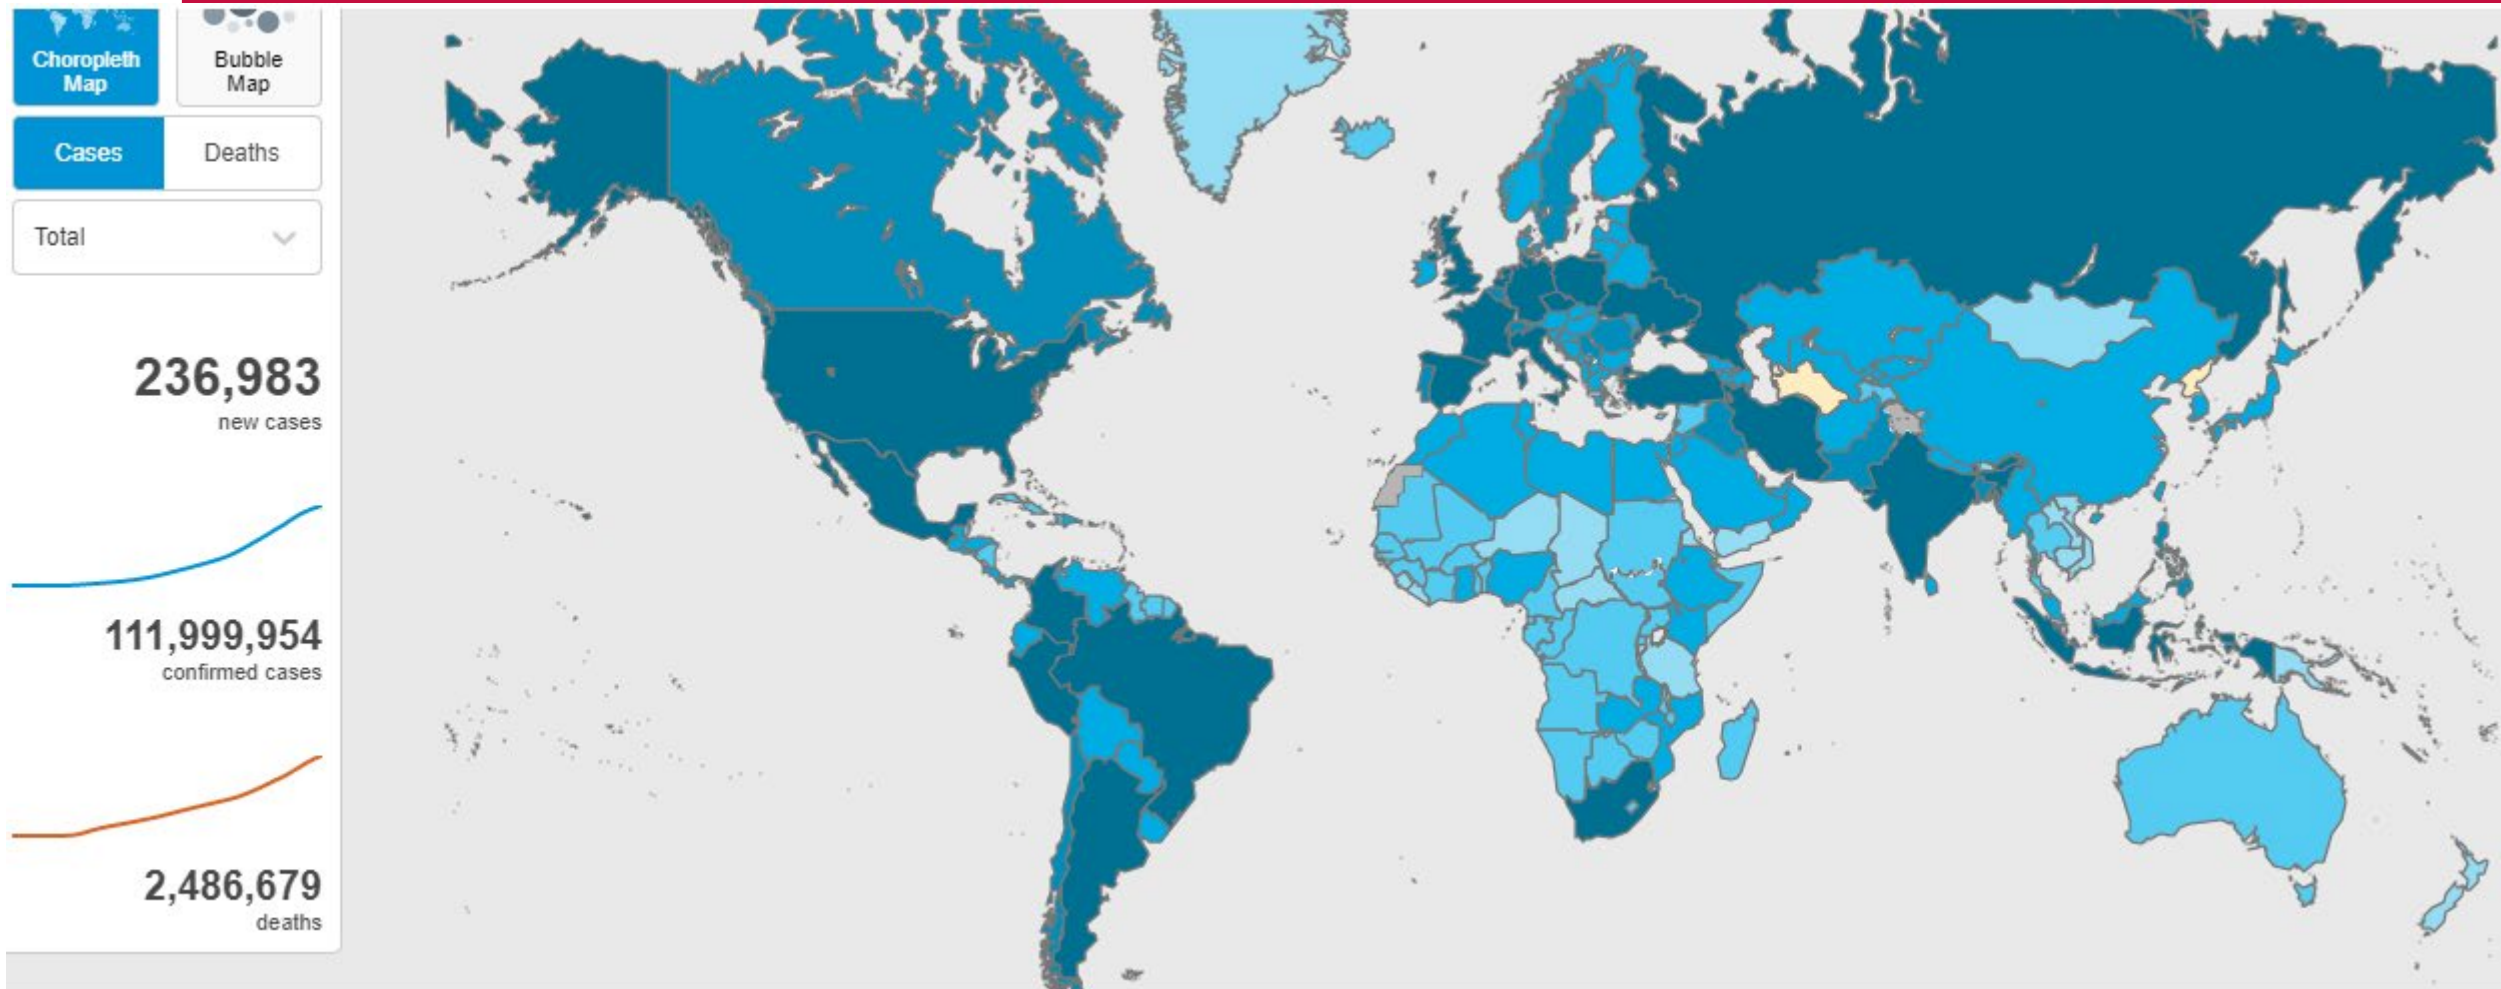 Choropleth
Map
Bubble
Map
Cases
Deaths
Total
236,983
new cases
111,999,954
confirmed cases
2,486,679
deaths